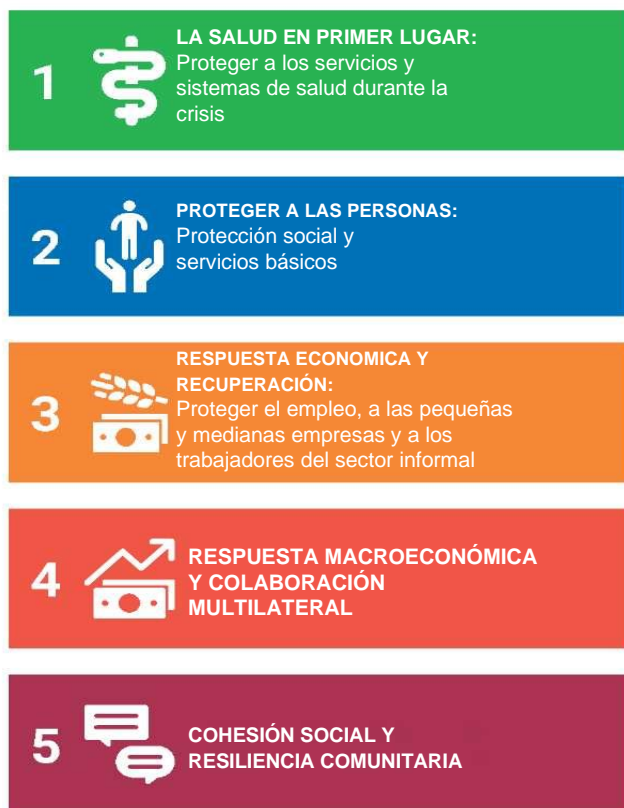 1
LA SALUD EN PRIMER LUGAR:
Proteger a los servicios y
sistemas de salud durante la
crisis
2
PROTEGER A LAS PERSONAS:
Protección social y
servicios básicos
3
RESPUESTA ECONOMICA Y
RECUPERACIÓN:
Proteger el empleo, a las pequeñas
y medianas empresas y a los
trabajadores del sector informal
4
RESPUESTA MACROECONÓMICA
Y COLABORACIÓN
MULTILATERAL
5
COHESIÓN SOCIAL Y
RESILIENCIA COMUNITARIA